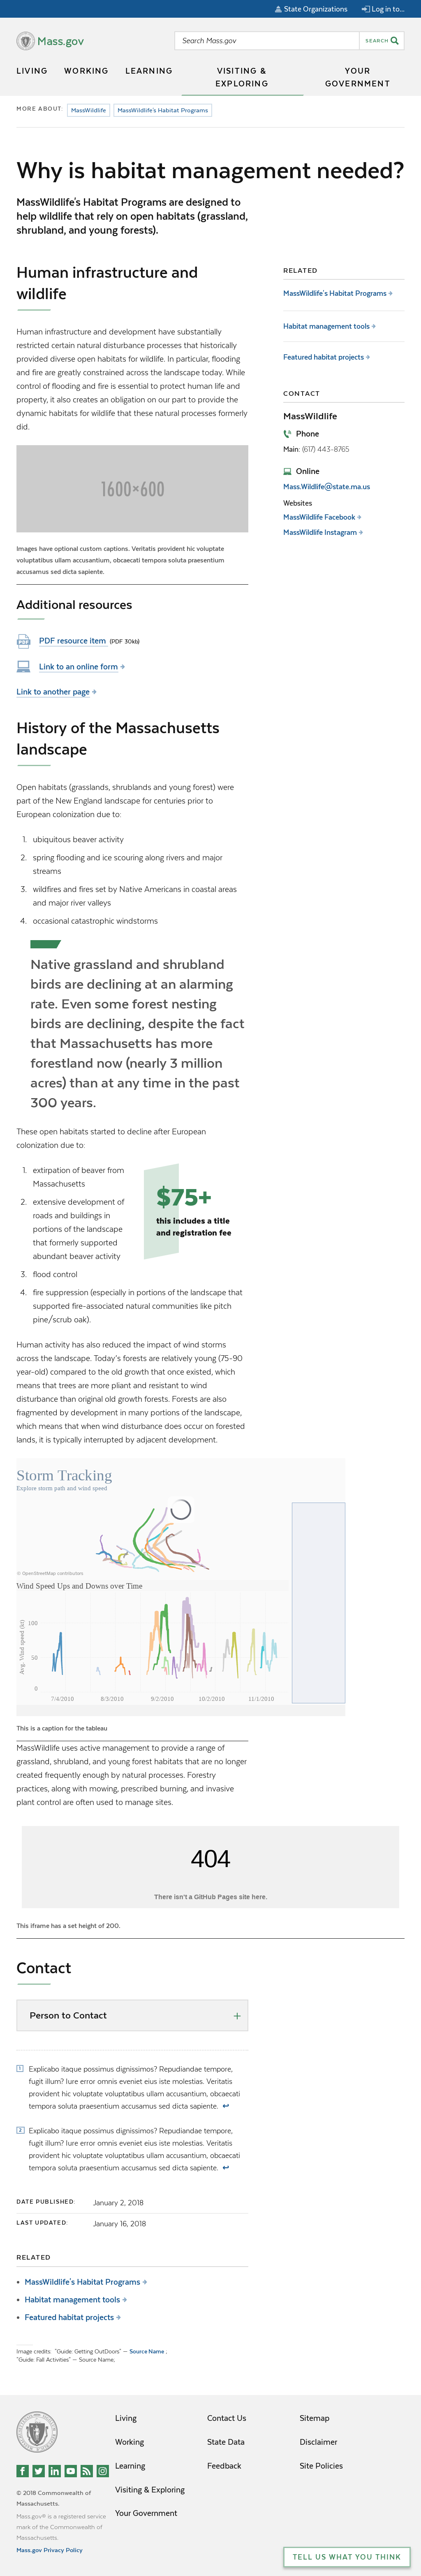 State Organizations
Log in to...
Mass.gov
Search Mass.gov
SEARCH
LIVING
WORKING
LEARNING
VISITING &
EXPLORING
YOUR
GOVERNMENT
MORE ABOUT:
MassWildlife
MassWildlife's Habitat Programs
Why is habitat management needed?
MassWildlife's Habitat Programs are designed to
help wildlife that rely on open habitats (grassland,
shrubland, and young forests).
Human infrastructure and
wildlife
Human infrastructure and development have substantially
restricted certain natural disturbance processes that historically
provided diverse open habitats for wildlife. In particular, flooding
and fire are greatly constrained across the landscape today. While
control of flooding and fire is essential to protect human life and
property, it also creates an obligation on our part to provide the
dynamic habitats for wildlife that these natural processes formerly
did.
1600×600
Images have optional custom captions. Veritatis provident hic voluptate
voluptatibus ullam accusantium, obcaecati tempora soluta praesentium
accusamus sed dicta sapiente.
Additional resources
PDF
PDF resource item (PDF 30kb)
Link to an online form
Link to another page
History of the Massachusetts
landscape
Open habitats (grasslands, shrublands and young forest) were
part of the New England landscape for centuries prior to
European colonization due to:
1. ubiquitous beaver activity
2. spring flooding and ice scouring along rivers and major
streams
3. wildfires and fires set by Native Americans in coastal areas
and major river valleys
4. occasional catastrophic windstorms
Native grassland and shrubland
birds are declining at an alarming
rate. Even some forest nesting
birds are declining, despite the fact
that Massachusetts has more
forestland now (nearly 3 million
acres) than at any time in the past
300 years.
These open habitats started to decline after European
colonization due to:
1. extirpation of beaver from
Massachusetts
2. extensive development of
roads and buildings in
portions of the landscape
that formerly supported
abundant beaver activity
$75+
this includes a title
and registration fee
3. flood control
4. fire suppression (especially in portions of the landscape that
supported fire-associated natural communities like pitch
pine/scrub oak).
Human activity has also reduced the impact of wind storms
across the landscape. Today's forests are relatively young (75-90
year-old) compared to the old growth that once existed, which
means that trees are more pliant and resistant to wind
disturbance than original old growth forests. Forests are also
fragmented by development in many portions of the landscape,
which means that when wind disturbance does occur on forested
lands, it is typically interrupted by adjacent development.
Storm Tracking
Explore storm path and wind speed
© OpenStreetMap contributors
Wind Speed Ups and Downs over Time
Avg. Wind speed (kt)
100
50
0
7/4/2010
8/3/2010
9/2/2010
10/2/2010
11/1/2010
This is a caption for the tableau
MassWildlife uses active management to provide a range of
grassland, shrubland, and young forest habitats that are no longer
created frequently enough by natural processes. Forestry
practices, along with mowing, prescribed burning, and invasive
plant control are often used to manage sites.
404
There isn't a GitHub Pages site here.
This iframe has a set height of 200.
Contact
Person to Contact
1 Explicabo itaque possimus dignissimos? Repudiandae tempore,
fugit illum? Iure error omnis eveniet eius iste molestias. Veritatis
provident hic voluptate voluptatibus ullam accusantium, obcaecati
tempora soluta praesentium accusamus sed dicta sapiente. ↩
2 Explicabo itaque possimus dignissimos? Repudiandae tempore,
fugit illum? Iure error omnis eveniet eius iste molestias. Veritatis
provident hic voluptate voluptatibus ullam accusantium, obcaecati
tempora soluta praesentium accusamus sed dicta sapiente. ↩
DATE PUBLISHED: January 2, 2018
LAST UPDATED: January 16, 2018
RELATED
MassWildlife's Habitat Programs
Habitat management tools
Featured habitat projects
Image credits: "Guide: Getting OutDoors" — Source Name ,
"Guide: Fall Activities" — Source Name,
RELATED
MassWildlife's Habitat Programs
Habitat management tools
Featured habitat projects
CONTACT
MassWildlife
Phone
Main: (617) 443-8765
Online
Mass.Wildlife@state.ma.us
Websites
MassWildlife Facebook
MassWildlife Instagram
Living
Working
Learning
Visiting & Exploring
Your Government
Contact Us
State Data
Feedback
Sitemap
Disclaimer
Site Policies
© 2018 Commonwealth of
Massachusetts.
Mass.gov® is a registered service
mark of the Commonwealth of
Massachusetts.
Mass.gov Privacy Policy
TELL US WHAT YOU THINK